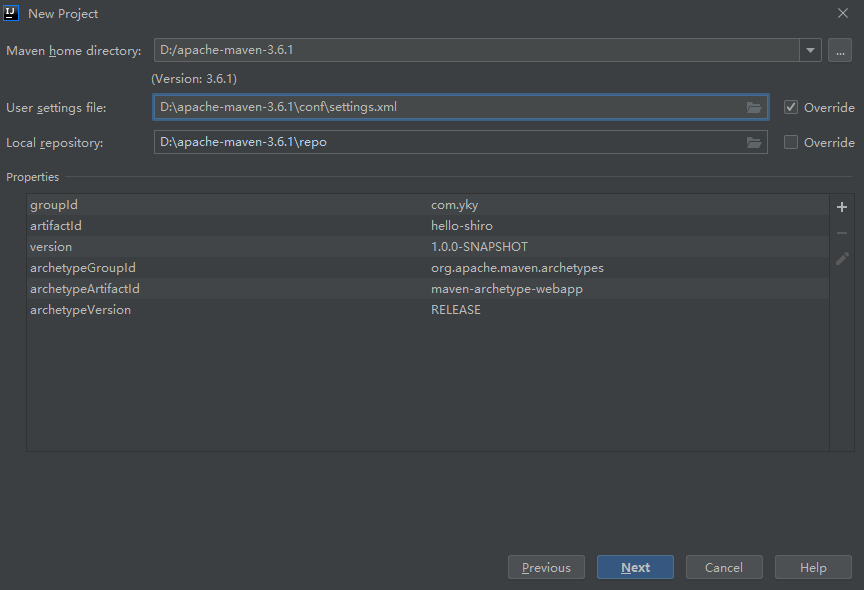 New Project
Maven home directory: D:/apache-maven-3.6.1 ...
(Version: 3.6.1)
User settings file: D:\apache-maven-3.6.1\conf\settings.xml Override
Local repository: D:\apache-maven-3.6.1\repo Override
Properties
groupId com.yky
artifactId hello-shiro
version 1.0.0-SNAPSHOT
archetypeGroupId org.apache.maven.archetypes
archetypeArtifactId maven-archetype-webapp
archetypeVersion RELEASE
Previous Next Cancel Help